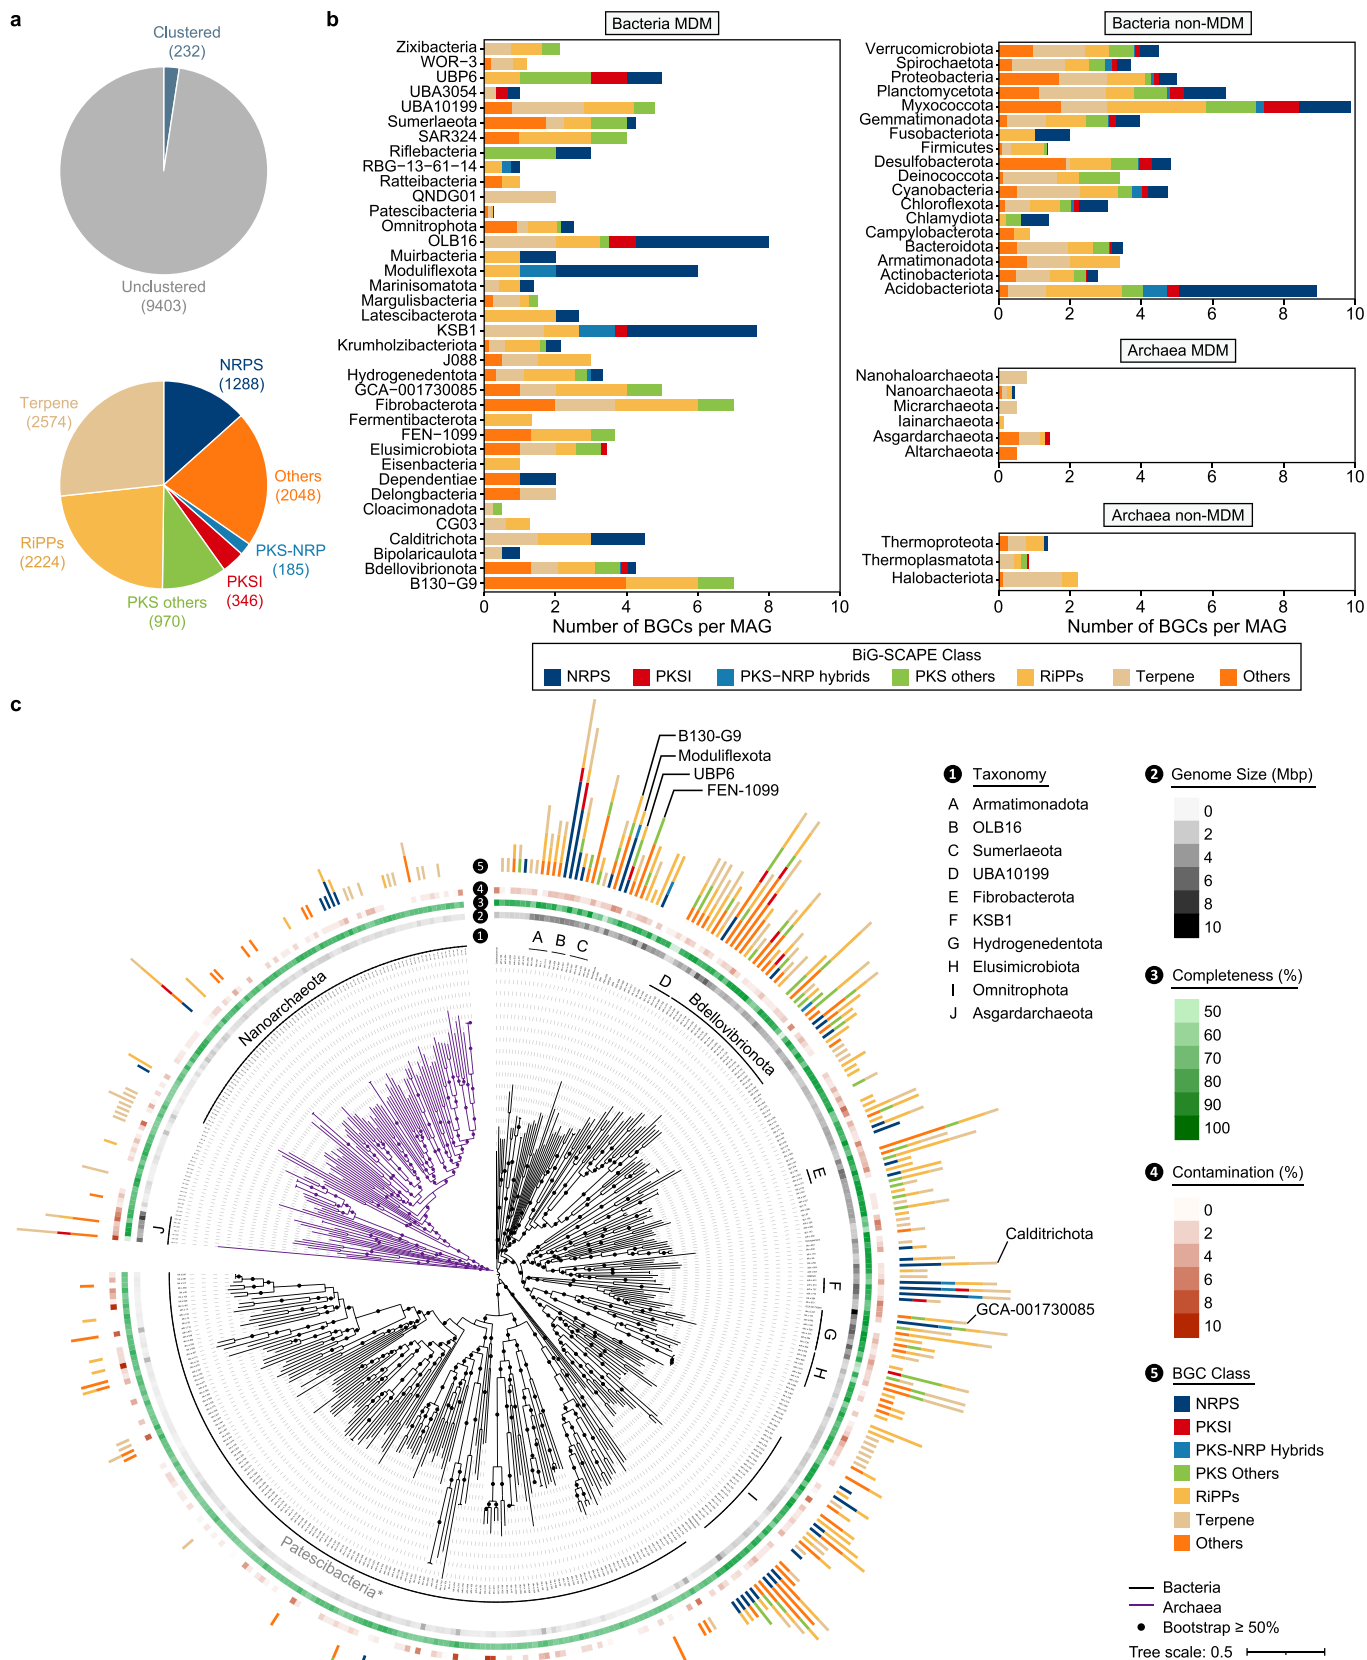 a
Clustered
(232)
Unclustered
(9403)
NRPS
(1288)
Terpene
(2574)
Others
(2048)
RiPPs
(2224)
PKS-NRP
(185)
PKSI
(346)
PKS others
(970)
b
Bacteria MDM
Zixibacteria
WOR−3
UBP6
UBA3054
UBA10199
Sumerlaeota
SAR324
Riflebacteria
RBG−13−61−14
Ratteibacteria
QNDG01
Patescibacteria
Omnitrophota
OLB16
Muirbacteria
Moduliflexota
Marinisomatota
Margulisbacteria
Latescibacterota
KSB1
Krumholzibacteriota
J088
Hydrogenedentota
GCA−001730085
Fibrobacterota
Fermentibacterota
FEN−1099
Elusimicrobiota
Eisenbacteria
Dependentiae
Delongbacteria
Cloacimonadota
CG03
Calditrichota
Bipolaricaulota
Bdellovibrionota
B130−G9
0 2 4 6 8 10
Number of BGCs per MAG
Bacteria non-MDM
Verrucomicrobiota
Spirochaetota
Proteobacteria
Planctomycetota
Myxococcota
Gemmatimonadota
Fusobacteriota
Firmicutes
Desulfobacterota
Deinococcota
Cyanobacteria
Chloroflexota
Chlamydiota
Campylobacterota
Bacteroidota
Armatimonadota
Actinobacteriota
Acidobacteriota
0 2 4 6 8 10
Archaea MDM
Nanohaloarchaeota
Nanoarchaeota
Micrarchaeota
Iainarchaeota
Asgardarchaeota
Altarchaeota
0 2 4 6 8 10
Archaea non-MDM
Thermoproteota
Thermoplasmatota
Halobacteriota
0 2 4 6 8 10
Number of BGCs per MAG
BiG-SCAPE Class
NRPS PKSI PKS−NRP hybrids PKS others RiPPs Terpene Others
c
B130-G9
Moduliflexota
UBP6
FEN-1099
5
4
3
2
1
A B C
D
Bdellovibrionota
E
F
G
H
I
J
Nanoarchaeota
Patescibacteria*
Calditrichota
GCA-001730085
1 Taxonomy
A Armatimonadota
B OLB16
C Sumerlaeota
D UBA10199
E Fibrobacterota
F KSB1
G Hydrogenedentota
H Elusimicrobiota
I Omnitrophota
J Asgardarchaeota
2 Genome Size (Mbp)
0
2
4
6
8
10
3 Completeness (%)
50
60
70
80
90
100
4 Contamination (%)
0
2
4
6
8
10
5 BGC Class
NRPS
PKSI
PKS-NRP Hybrids
PKS Others
RiPPs
Terpene
Others
Bacteria
Archaea
Bootstrap ≥ 50%
Tree scale: 0.5